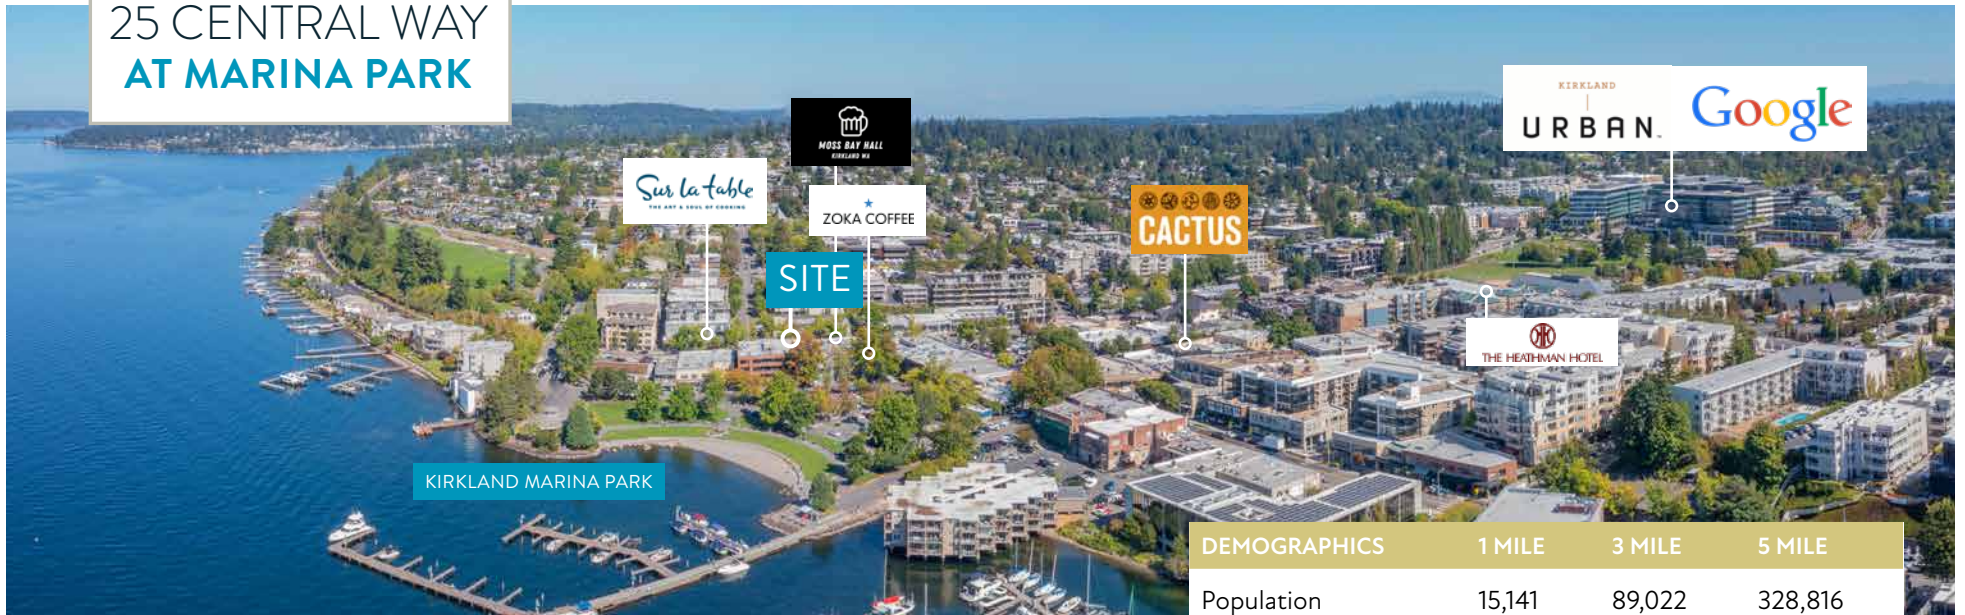 25 CENTRAL WAY
AT MARINA PARK
KIRKLAND
URBAN
Google
MOSS BAY HALL
KIRKLAND WA
Sur la table
THE ART & SOUL OF COOKING
ZOKA COFFEE
CACTUS
SITE
THE HEATHMAN HOTEL
KIRKLAND MARINA PARK
DEMOGRAPHICS 1 MILE 3 MILE 5 MILE
Population 15,141 89,022 328,816